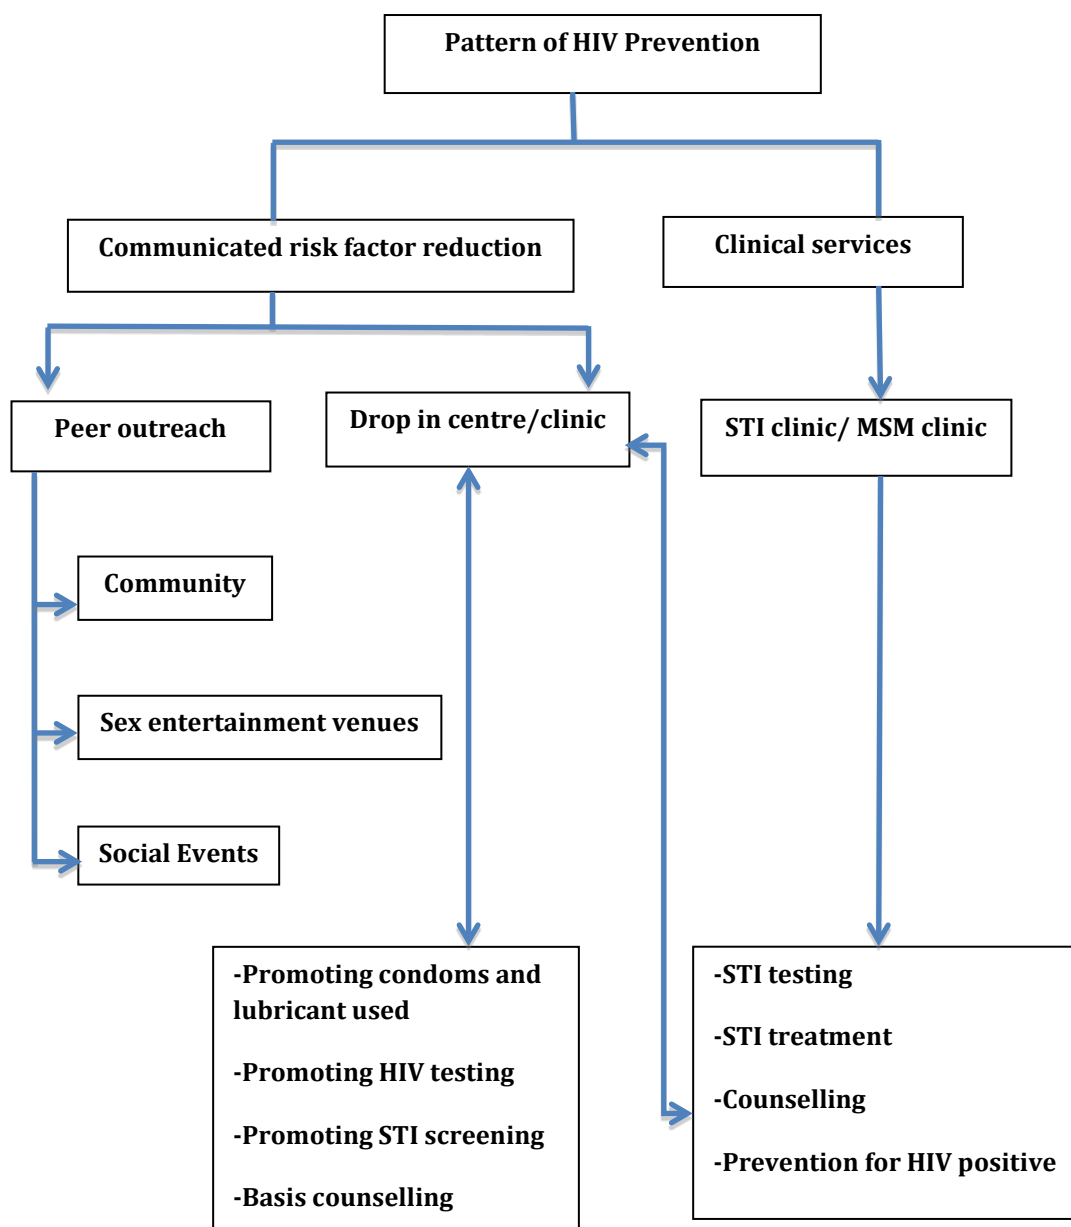 Pattern of HIV Prevention
Communicated risk factor reduction
Clinical services
Peer outreach
Drop in centre/clinic
STI clinic/ MSM clinic
Community
Sex entertainment venues
Social Events
-Promoting condoms and
lubricant used
-Promoting HIV testing
-Promoting STI screening
-Basis counselling
-STI testing
-STI treatment
-Counselling
-Prevention for HIV positive